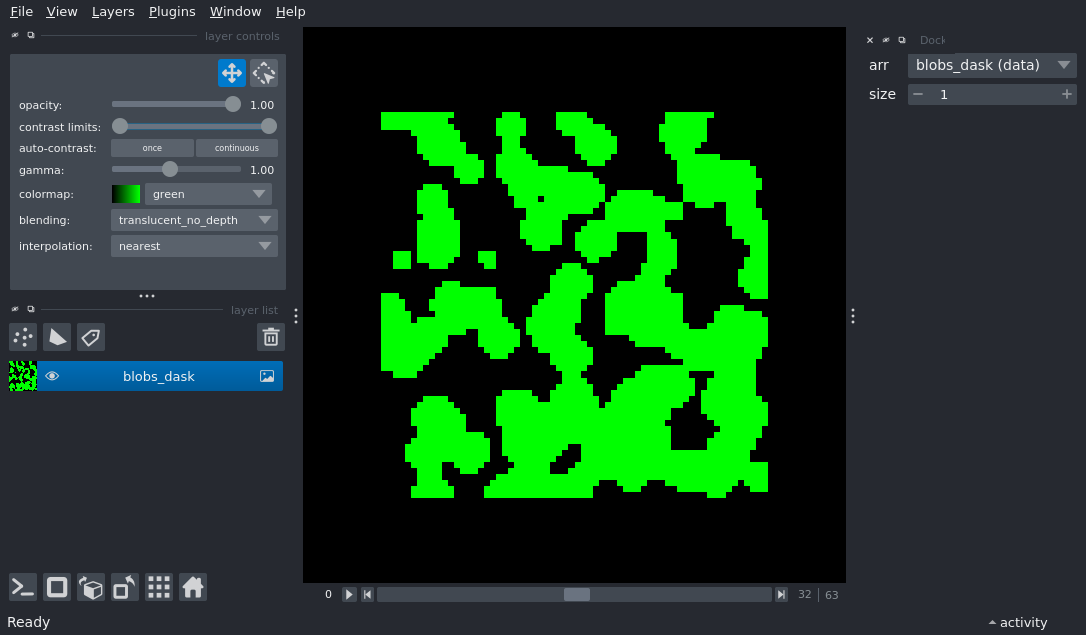 File View Layers Plugins Window Help
layer controls
opacity: 1.00
contrast limits:
auto-contrast: once continuous
gamma: 1.00
colormap: green
blending: translucent_no_depth
interpolation: nearest
layer list
blobs_dask
0 32 63
Dock
arr blobs_dask (data)
size 1
Ready
activity